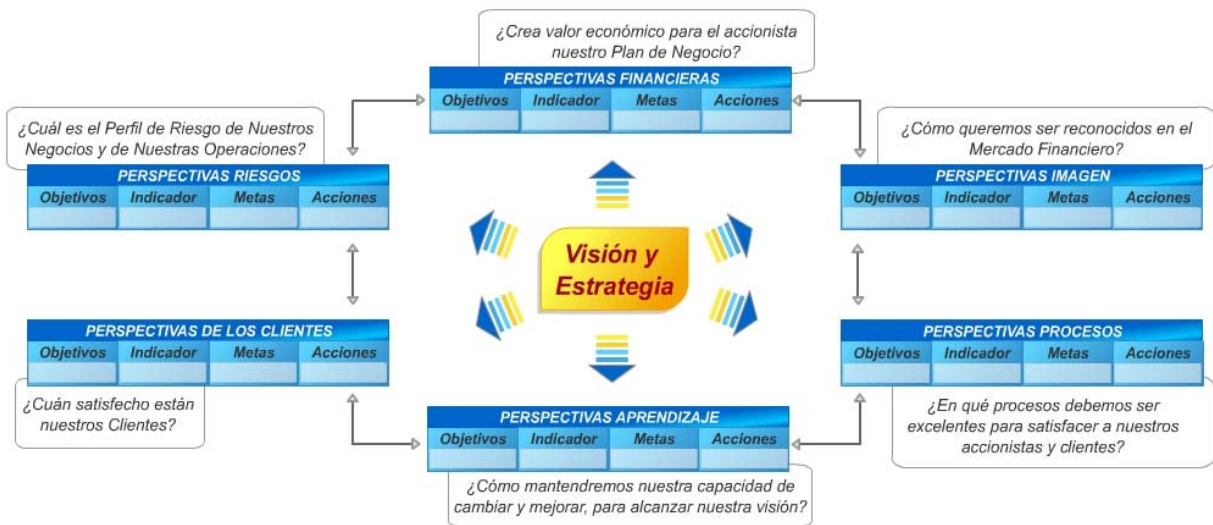 ¿Crea valor económico para el accionista
nuestro Plan de Negocio?
PERSPECTIVAS FINANCIERAS
Objetivos Indicador Metas Acciones
¿Cuál es el Perfil de Riesgo de Nuestros
Negocios y de Nuestras Operaciones?
PERSPECTIVAS RIESGOS
Objetivos Indicador Metas Acciones
¿Cómo queremos ser reconocidos en el
Mercado Financiero?
PERSPECTIVAS IMAGEN
Objetivos Indicador Metas Acciones
Visión y
Estrategia
PERSPECTIVAS DE LOS CLIENTES
Objetivos Indicador Metas Acciones
¿Cuán satisfecho están
nuestros Clientes?
PERSPECTIVAS PROCESOS
Objetivos Indicador Metas Acciones
¿En qué procesos debemos ser
excelentes para satisfacer a nuestros
accionistas y clientes?
PERSPECTIVAS APRENDIZAJE
Objetivos Indicador Metas Acciones
¿Cómo mantendremos nuestra capacidad de
cambiar y mejorar, para alcanzar nuestra visión?